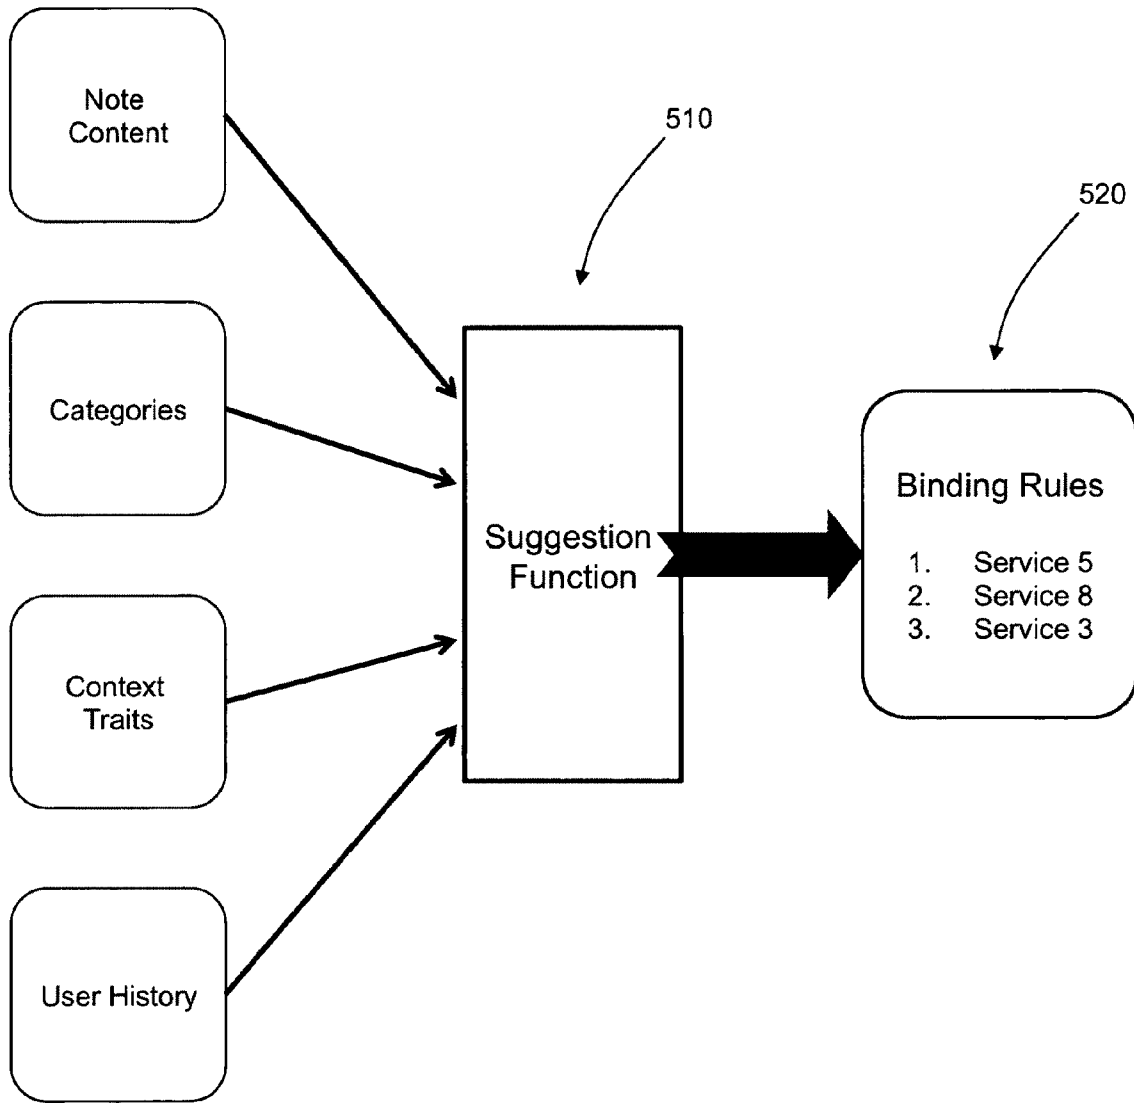 Note
Content
510
520
Categories
Suggestion
Function
Binding Rules
1. Service 5
2. Service 8
3. Service 3
Context
Traits
User History